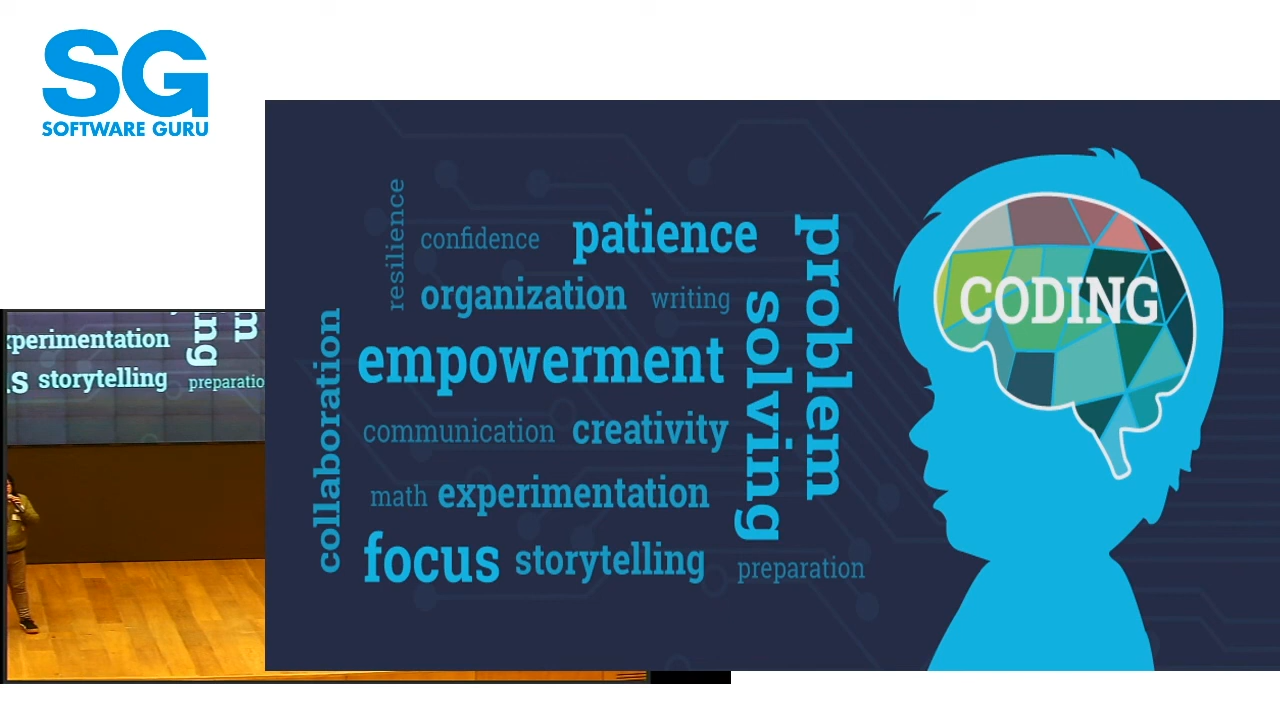 SG
SOFTWARE GURU
resilience
confidence
patience
problem
solving
organization
writing
collaboration
empowerment
communication
creativity
math
experimentation
focus
storytelling
preparation
CODING
xperimentation
storytelling
preparatio